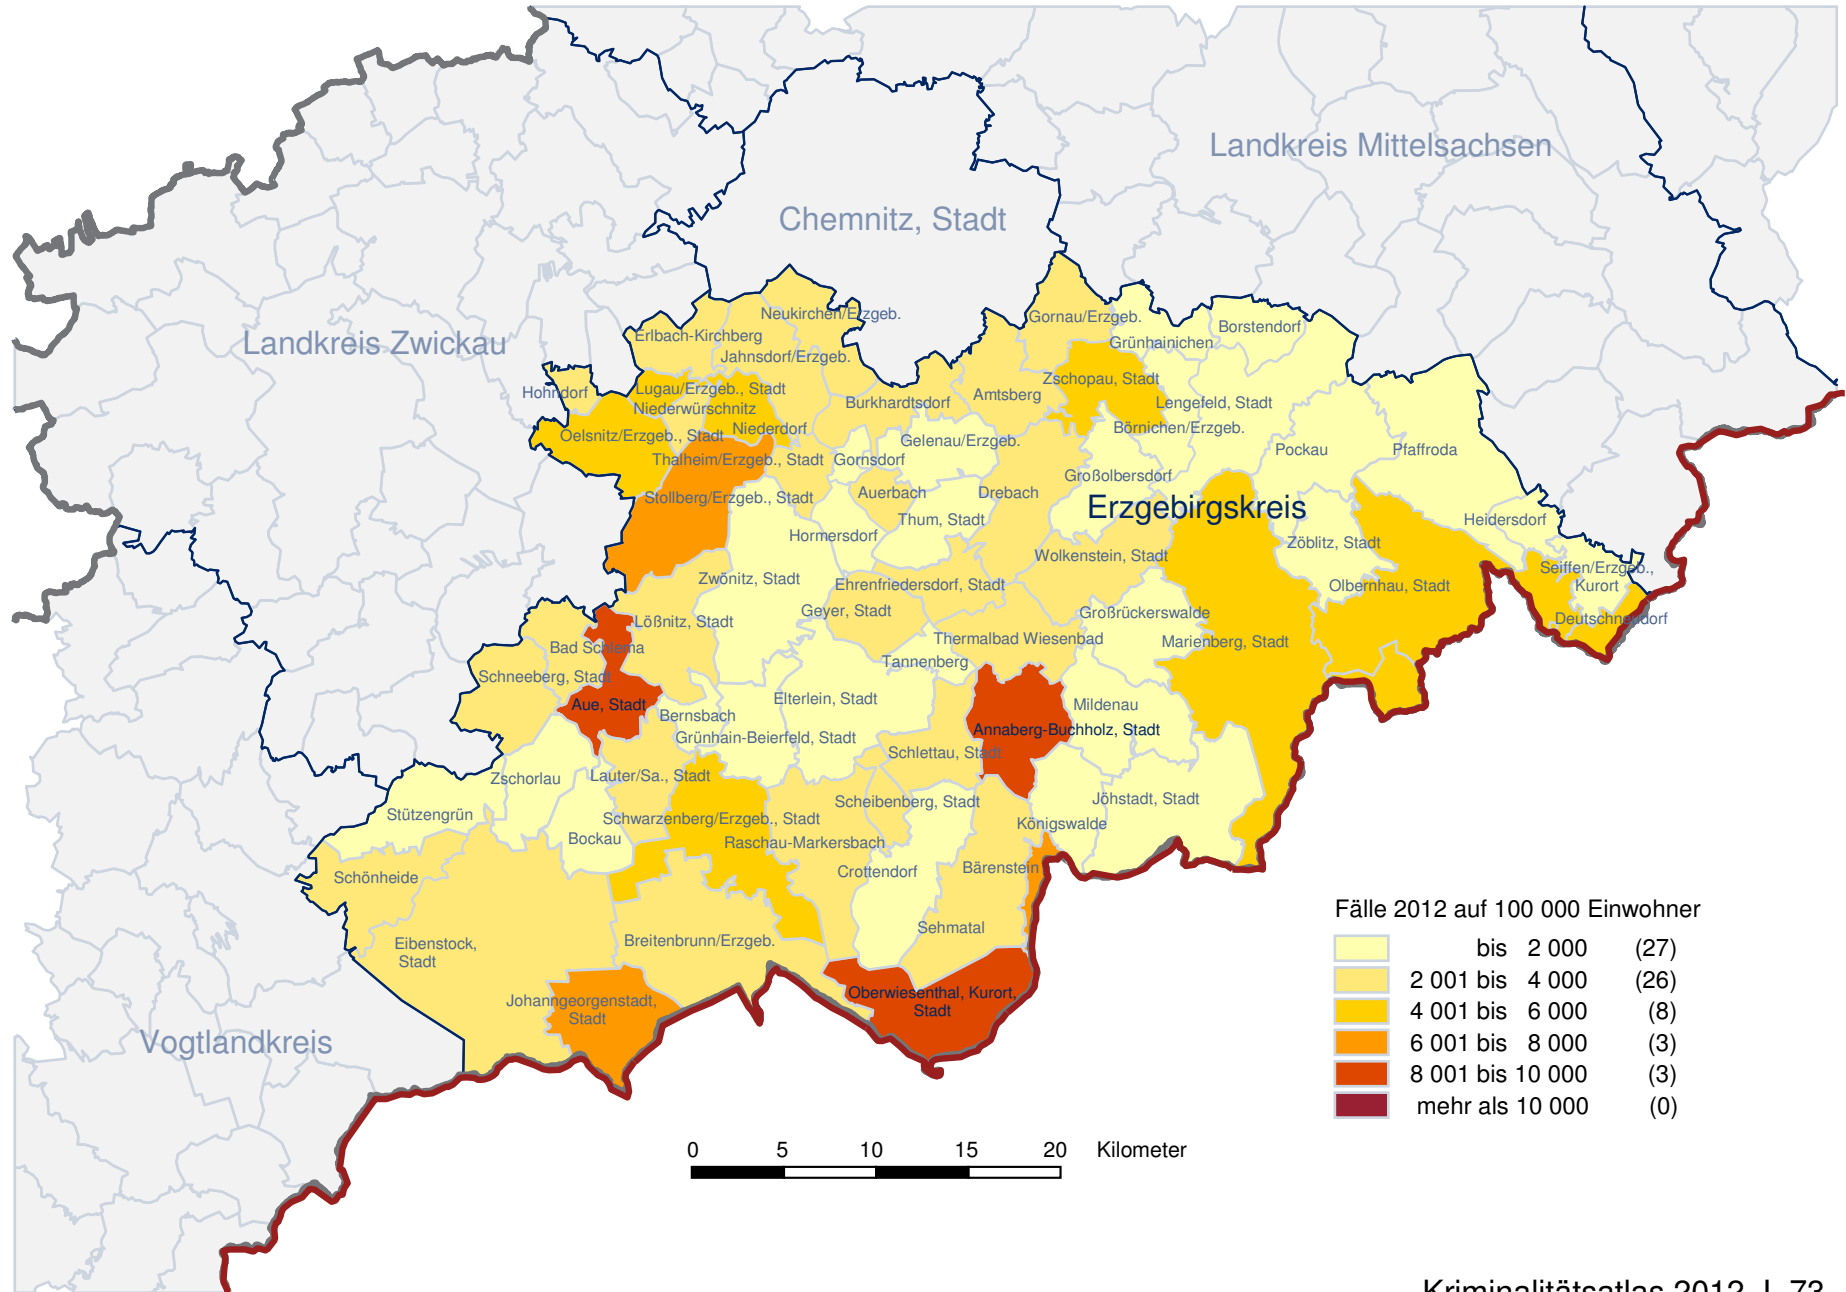 Landkreis Mittelsachsen
Chemnitz, Stadt
Landkreis Zwickau
Neukirchen/Erzgeb.
Gornau/Erzgeb.
Borstendorf
Erlbach-Kirchberg
Grünhainichen
Jahnsdorf/Erzgeb.
Zschopau, Stadt
Hohndorf
Lugau/Erzgeb., Stadt
Amtsberg
Burkhardtsdorf
Lengefeld, Stadt
Niederwürschnitz
Niederdorf
Börnichen/Erzgeb.
Oelsnitz/Erzgeb., Stadt
Gelenau/Erzgeb.
Pockau
Pfaffroda
Thalheim/Erzgeb., Stadt
Gornsdorf
Großolbersdorf
Stollberg/Erzgeb., Stadt
Auerbach
Drebach
Erzgebirgskreis
Thum, Stadt
Heidersdorf
Hormersdorf
Zöblitz, Stadt
Wolkenstein, Stadt
Seiffen/Erzgeb.,
Kurort
Zwönitz, Stadt
Ehrenfriedersdorf, Stadt
Olbernhau, Stadt
Geyer, Stadt
Großrückerswalde
Lößnitz, Stadt
Deutschneudorf
Thermalbad Wiesenbad
Marienberg, Stadt
Bad Schlema
Tannenberg
Schneeberg, Stadt
Aue, Stadt
Elterlein, Stadt
Mildenau
Bernsbach
Annaberg-Buchholz, Stadt
Grünhain-Beierfeld, Stadt
Schlettau, Stadt
Zschorlau
Lauter/Sa., Stadt
Scheibenberg, Stadt
Jöhstadt, Stadt
Stützengrün
Schwarzenberg/Erzgeb., Stadt
Königswalde
Bockau
Raschau-Markersbach
Crottendorf
Bärenstein
Schönheide
Sehmatal
Breitenbrunn/Erzgeb.
Eibenstock,
Stadt
Oberwiesenthal, Kurort,
Stadt
Johanngeorgenstadt,
Stadt
Vogtlandkreis
Fälle 2012 auf 100 000 Einwohner
bis 2 000 (27)
2 001 bis 4 000 (26)
4 001 bis 6 000 (8)
6 001 bis 8 000 (3)
8 001 bis 10 000 (3)
mehr als 10 000 (0)
0 5 10 15 20 Kilometer
Kriminalitätsatlas 2012 | 73